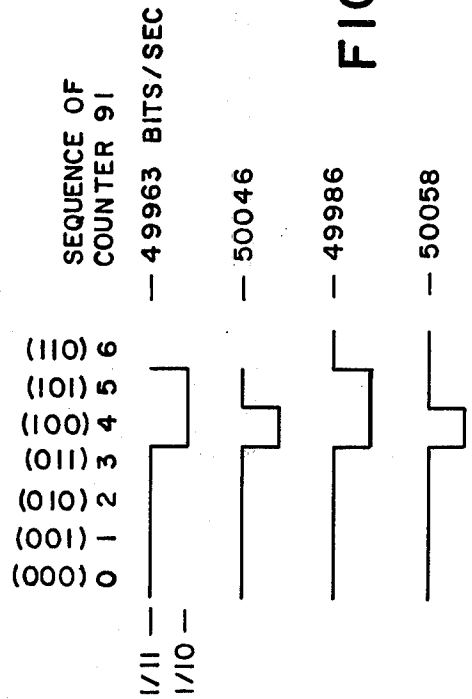 (000) (001) (010) (011) (100) (101) (110)
0 1 2 3 4 5 6
SEQUENCE OF
COUNTER 91
1/11 — — 49963 BITS/SEC
1/10 —
— 50046
— 49986
— 50058